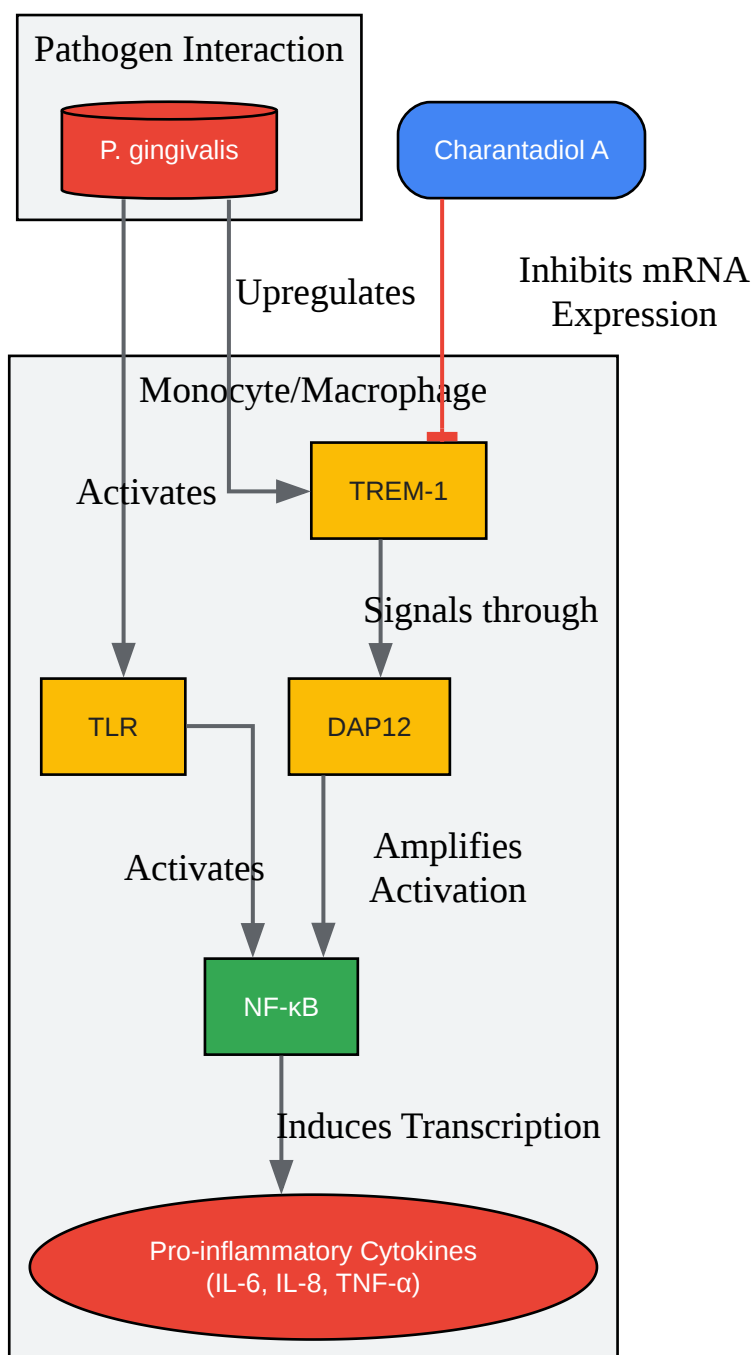 Pathogen Interaction
P. gingivalis
Charantadiol A
Upregulates
Inhibits mRNA
Expression
Monocyte/Macrophage
Activates
TREM-1
Signals through
TLR
DAP12
Activates
Amplifies
Activation
NF-κB
Induces Transcription
Pro-inflammatory Cytokines
(IL-6, IL-8, TNF-α)